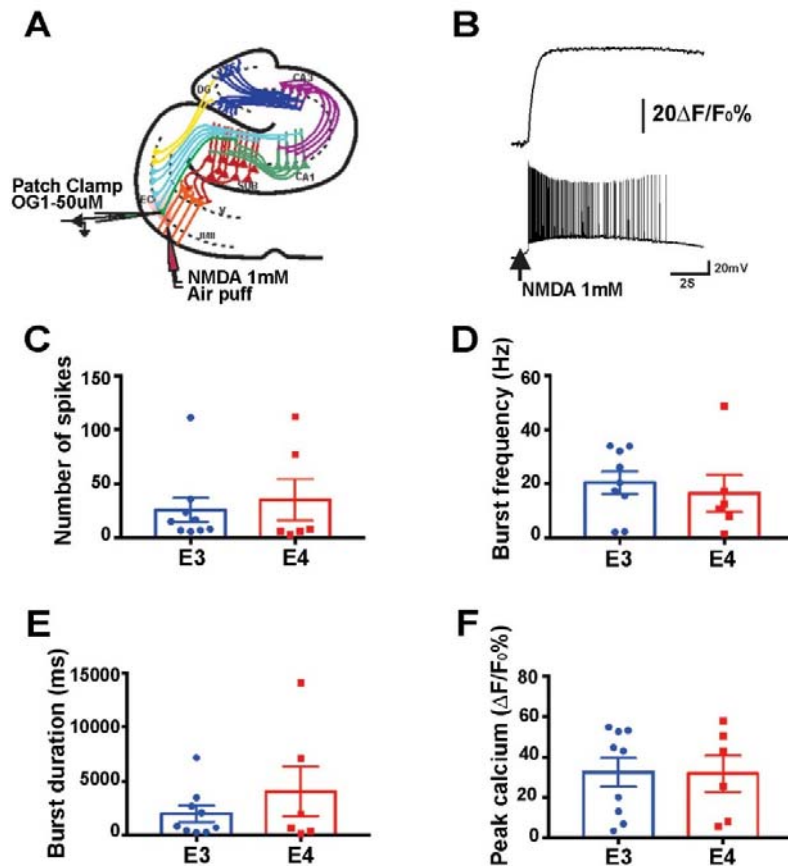 A
B
DG
CA3
CA1
SUB
EC
V
II/III
Patch Clamp
OG1-50uM
NMDA 1mM
Air puff
20ΔF/F₀%
20mV
2S
NMDA 1mM
C
Number of spikes
150
100
50
0
E3
E4
D
Burst frequency (Hz)
60
40
20
0
E3
E4
E
Burst duration (ms)
15000
10000
5000
0
E3
E4
F
Peak calcium (ΔF/F₀%)
80
60
40
20
0
E3
E4